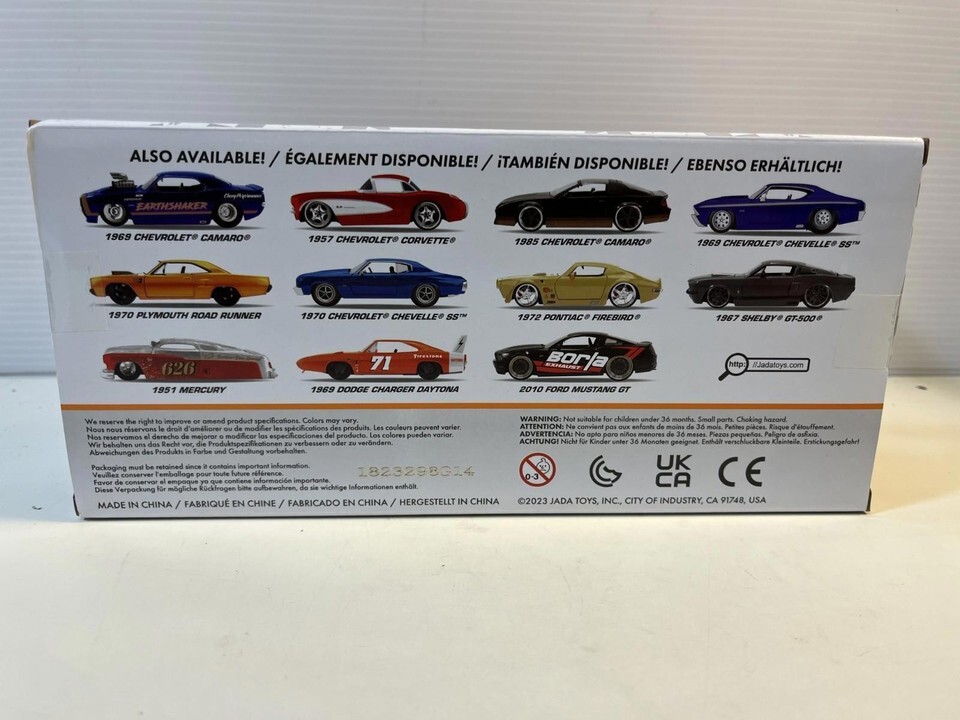 ALSO AVAILABLE! / ÉGALEMENT DISPONIBLE! / ¡TAMBIÉN DISPONIBLE! / EBENSO ERHÄLTLICH!
EARTHSHAKER
1969 CHEVROLET® CAMARO®
1957 CHEVROLET® CORVETTE®
1985 CHEVROLET® CAMARO®
1969 CHEVROLET® CHEVELLE® SS™
1970 PLYMOUTH ROAD RUNNER
1970 CHEVROLET® CHEVELLE® SS™
1972 PONTIAC® FIREBIRD®
1967 SHELBY® GT-500®
626
71
Firestone
Borla
EXHAUST
http: //Jadatoys.com
1951 MERCURY
1969 DODGE CHARGER DAYTONA
2010 FORD MUSTANG GT
We reserve the right to improve or amend product specifications. Colors may vary.
Nous nous réservons le droit d'améliorer ou de modifier les spécifications des produits. Les couleurs peuvent varier.
Nos reservamos el derecho de mejorar o modificar las especificaciones del producto. Los colores pueden variar.
Wir behalten uns das Recht vor, die Produktspezifikationen zu verbessern oder zu verändern.
Abweichungen des Produkts in Farbe und Gestaltung vorbehalten.
Packaging must be retained since it contains important information.
Veuillez conserver l'emballage pour toute future référence.
Favor de conservar el empaque ya que contiene información importante.
Diese Verpackung für mögliche Rückfragen bitte aufbewahren, da sie wichtige Informationen enthält.
1823298G14
MADE IN CHINA / FABRIQUÉ EN CHINE / FABRICADO EN CHINA / HERGESTELLT IN CHINA
WARNING: Not suitable for children under 36 months. Small parts. Choking hazard.
ATTENTION: Ne convient pas aux enfants de moins de 36 mois. Petites pièces. Risque d'étouffement.
ADVERTENCIA: No apto para niños menores de 36 meses. Piezas pequeñas. Peligro de asfixia.
ACHTUNG! Nicht für Kinder unter 36 Monaten geeignet. Enthält verschluckbare Kleinteile. Erstickungsgefahr!
0-3
UK
CA
CE
©2023 JADA TOYS, INC., CITY OF INDUSTRY, CA 91748, USA